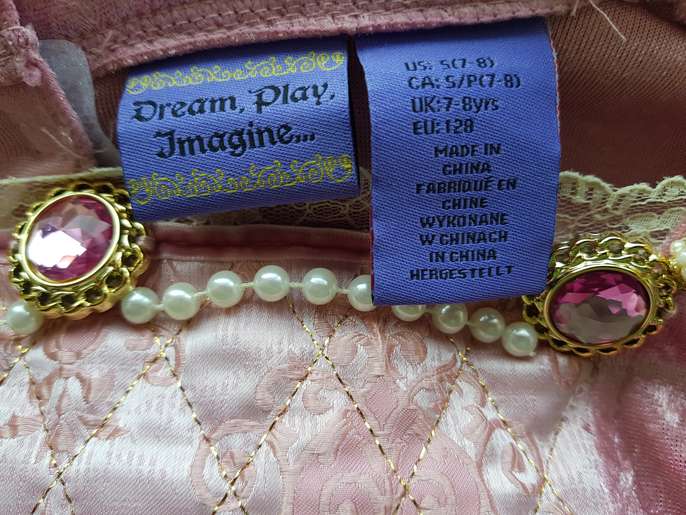 Dream, Play,
Imagine...
US: S(7-8)
CA: S/P(7-8)
UK:7-8yrs
EU:128
MADE IN
CHINA
FABRIQUÉ EN
CHINE
WYKONANE
W CHINACH
IN CHINA
HERGESTELLT